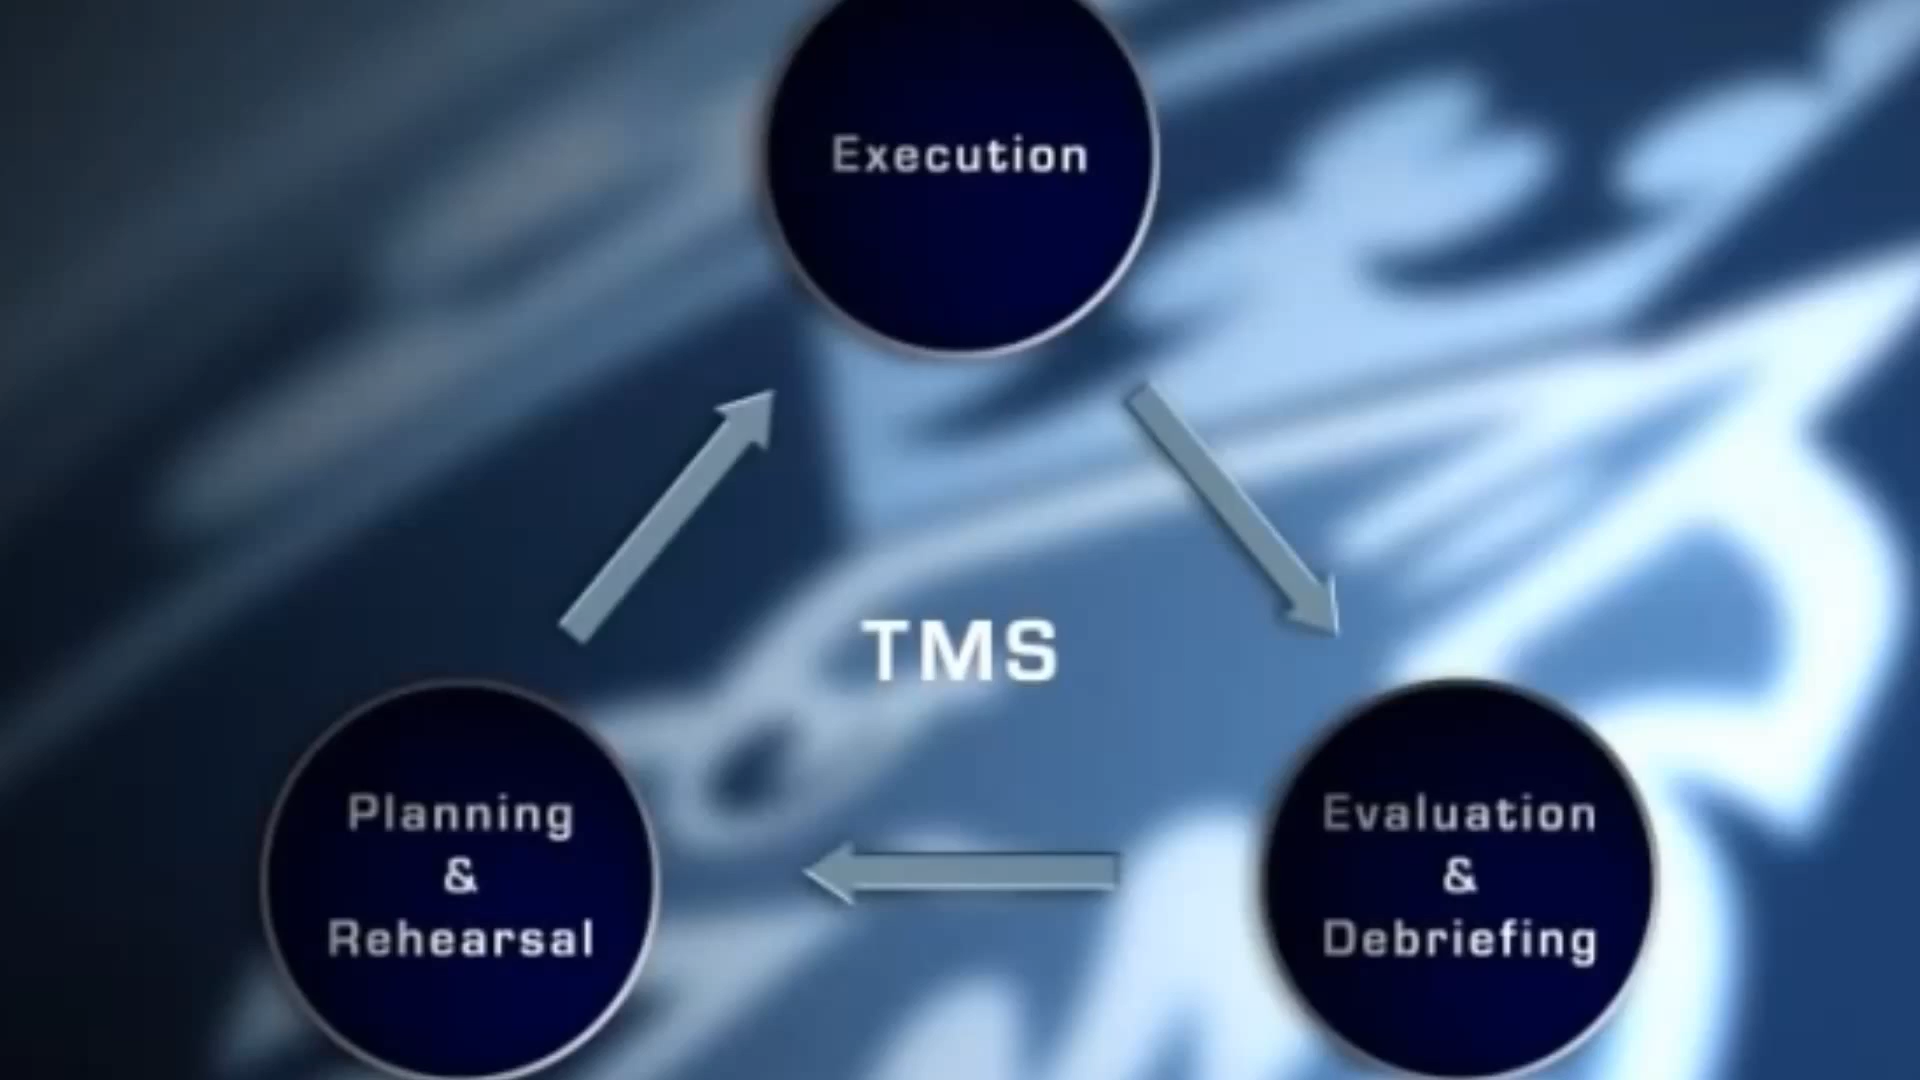 Execution
TMS
Planning
&
Rehearsal
Evaluation
&
Debriefing